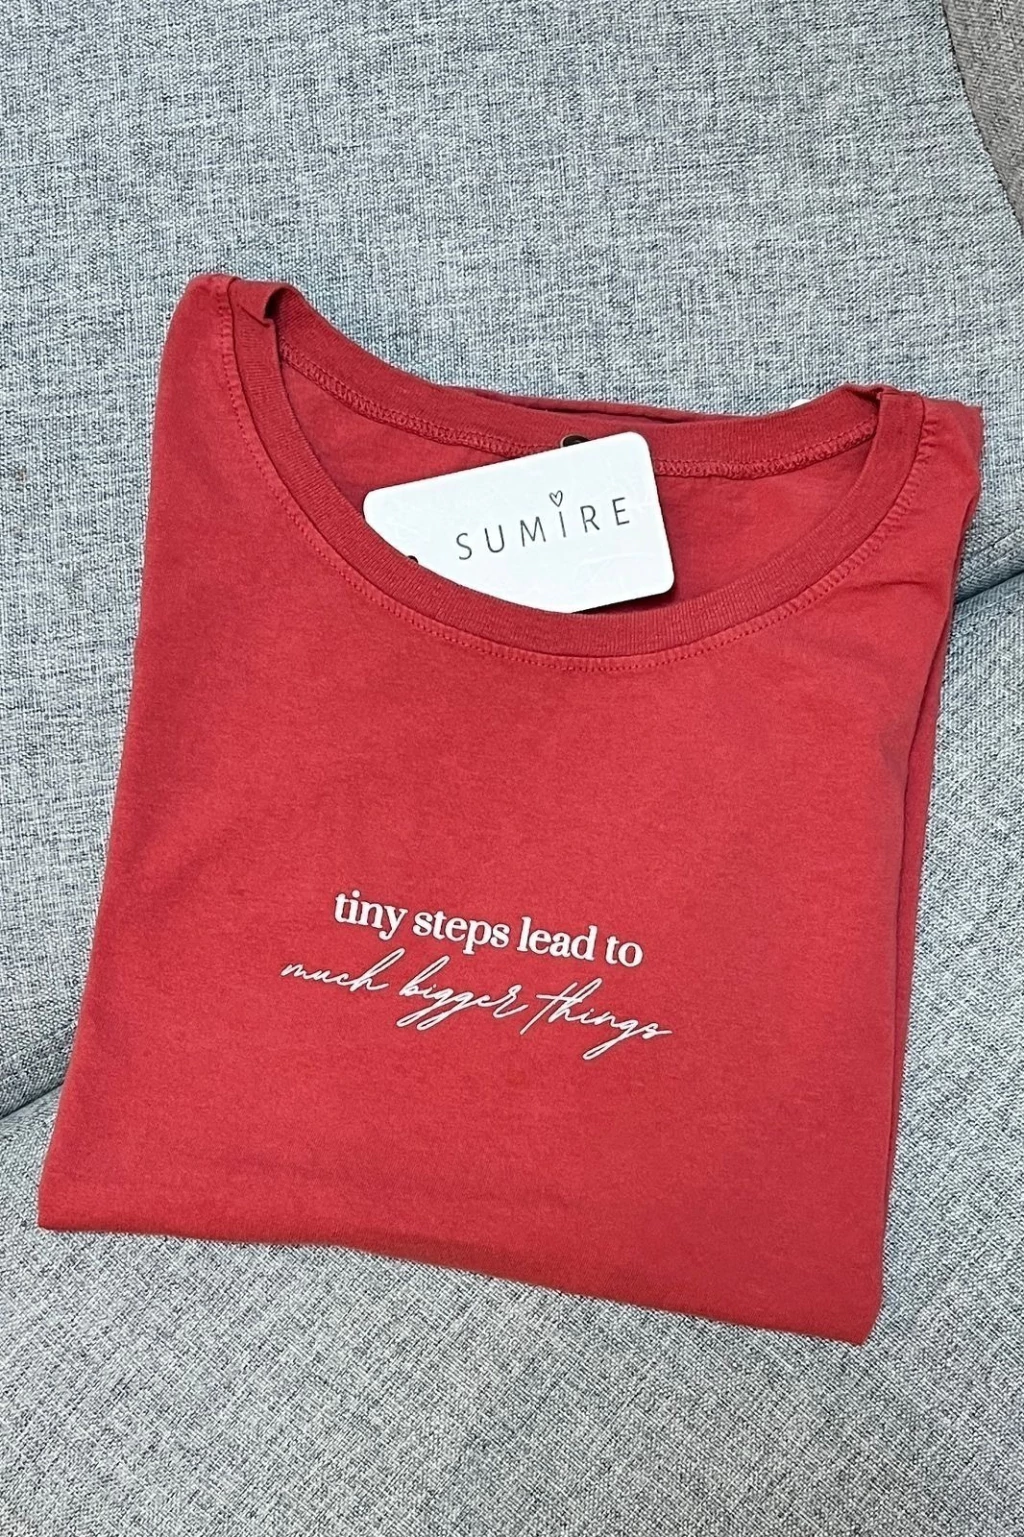 SUMIRE
tiny steps lead to
much bigger things